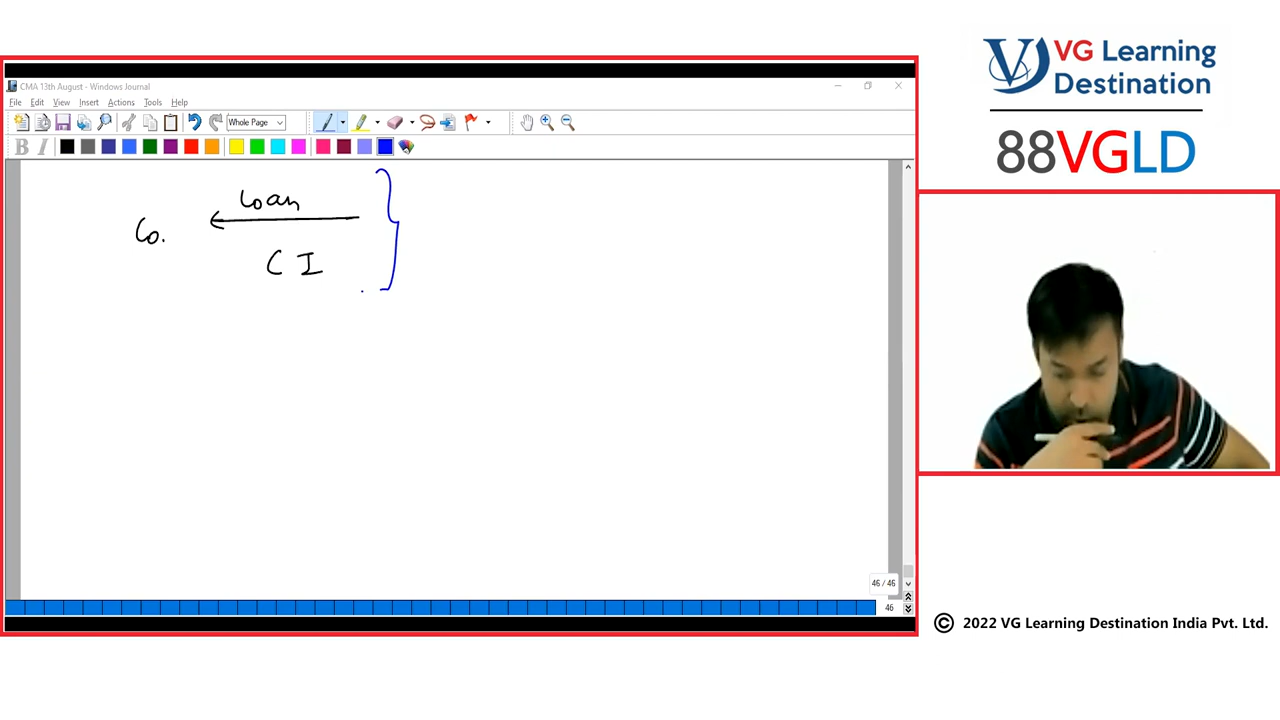 CMA 13th August - Windows Journal
File Edit View Insert Actions Tools Help
Whole Page
B I
Loan
Co.
C I
46 / 46
46
VG Learning
Destination
88VGLD
© 2022 VG Learning Destination India Pvt. Ltd.